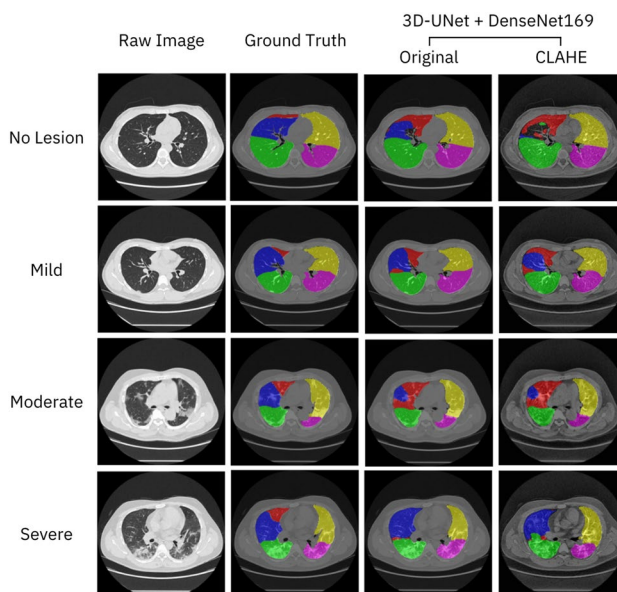 3D-UNet + DenseNet169
Raw Image Ground Truth Original CLAHE
No Lesion
Mild
Moderate
Severe